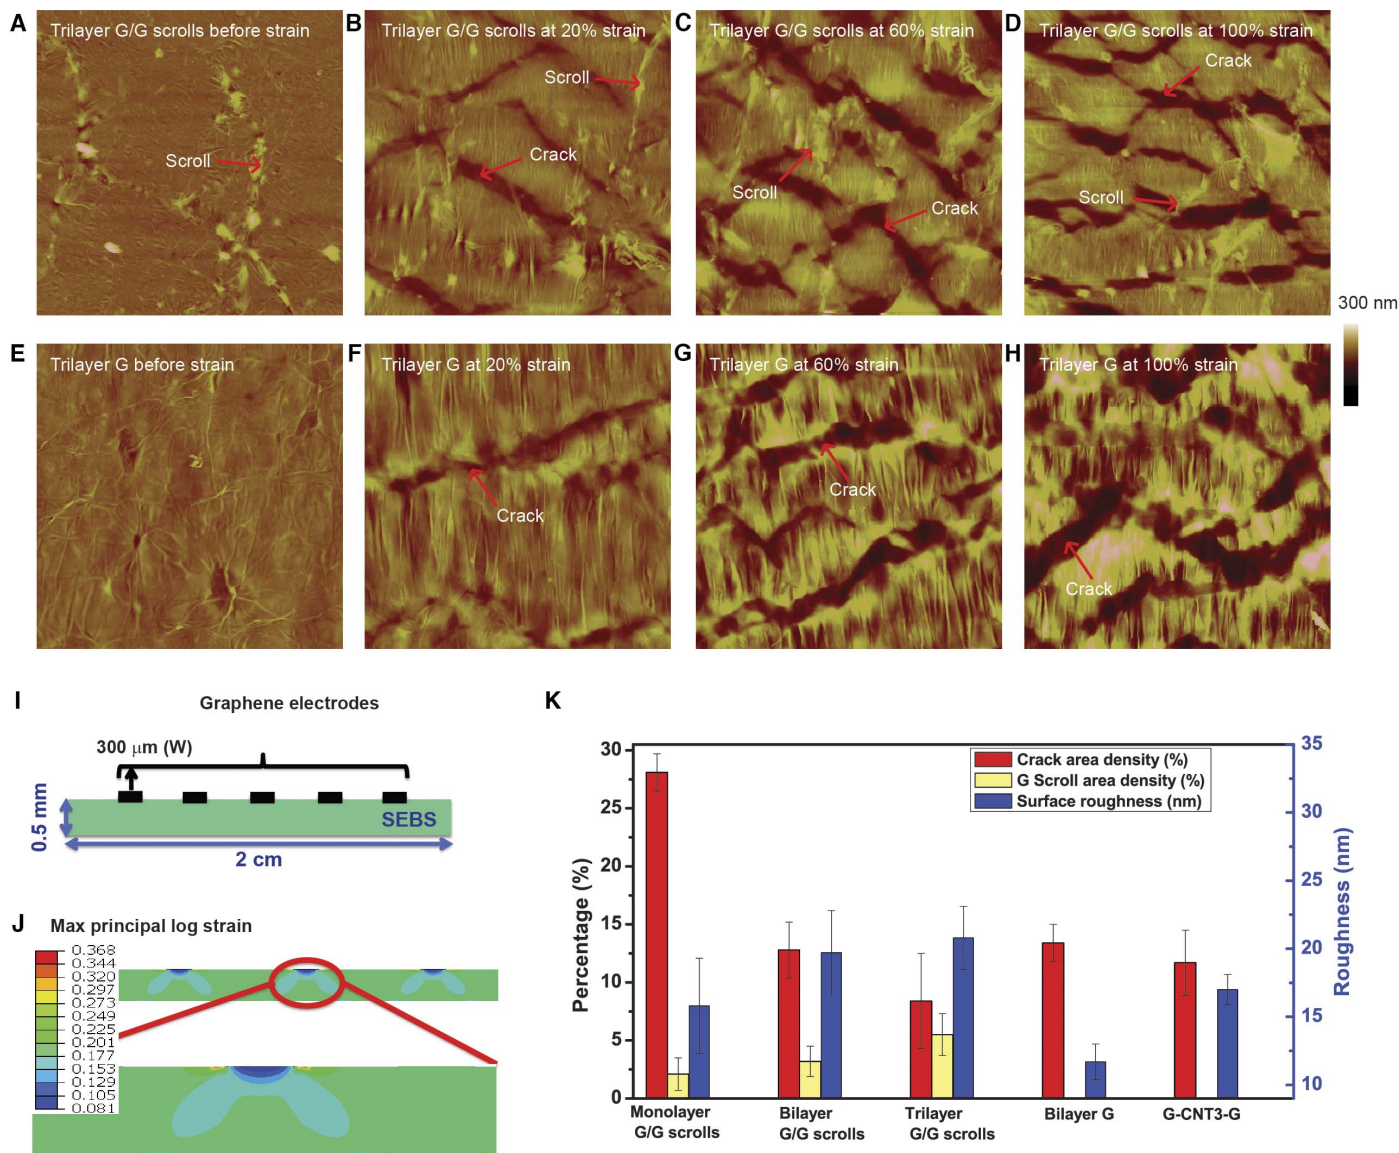 A
Trilayer G/G scrolls before strain
Scroll
B
Trilayer G/G scrolls at 20% strain
Scroll
Crack
C
Trilayer G/G scrolls at 60% strain
Scroll
Crack
D
Trilayer G/G scrolls at 100% strain
Crack
Scroll
300 nm
E
Trilayer G before strain
F
Trilayer G at 20% strain
Crack
G
Trilayer G at 60% strain
Crack
H
Trilayer G at 100% strain
Crack
I
Graphene electrodes
300 μm (W)
0.5 mm
SEBS
2 cm
J
Max principal log strain
0.368
0.344
0.320
0.297
0.273
0.249
0.225
0.201
0.177
0.153
0.129
0.105
0.081
K
Crack area density (%)
G Scroll area density (%)
Surface roughness (nm)
Percentage (%)
30
25
20
15
10
5
0
Roughness (nm)
35
30
25
20
15
10
Monolayer
G/G scrolls
Bilayer
G/G scrolls
Trilayer
G/G scrolls
Bilayer G
G-CNT3-G